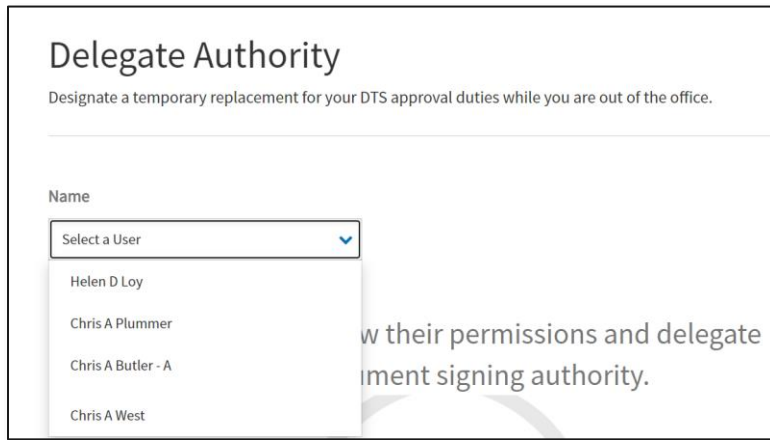 Delegate Authority
Designate a temporary replacement for your DTS approval duties while you are out of the office.
Name
Select a User
Helen D Loy
Chris A Plummer
Chris A Butler - A
Chris A West
their permissions and delegate
signing authority.